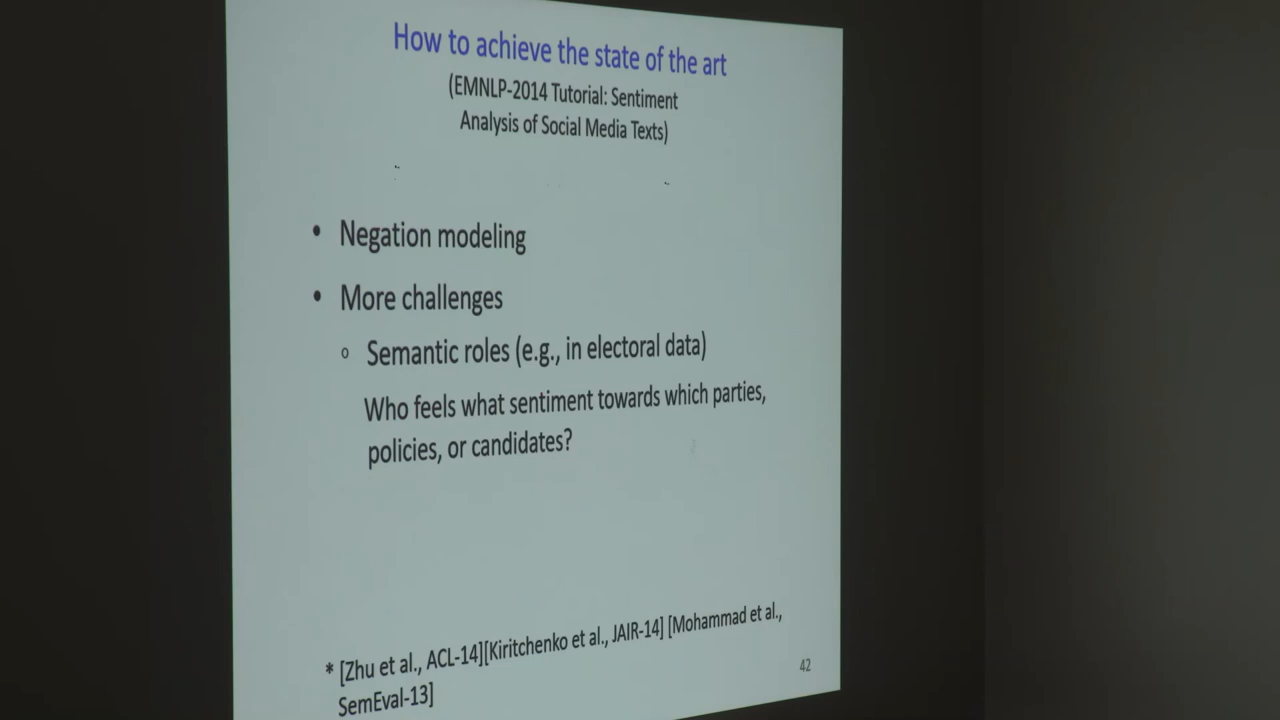 How to achieve the state of the art
(EMNLP-2014 Tutorial: Sentiment
Analysis of Social Media Texts)
• Negation modeling
• More challenges
o Semantic roles (e.g., in electoral data)
Who feels what sentiment towards which parties,
policies, or candidates?
* [Zhu et al., ACL-14][Kiritchenko et al., JAIR-14] [Mohammad et al.,
SemEval-13]
42